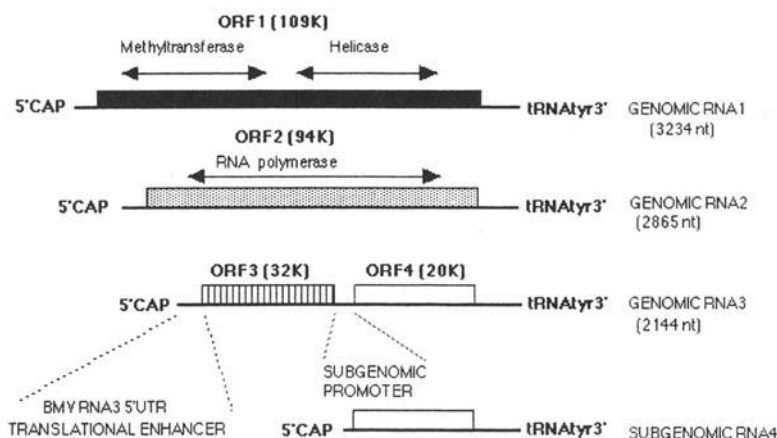 ORF1 (109K)
Methyltransferase Helicase
5'CAP tRNAtyr3' GENOMIC RNA1
(3234 nt)
ORF2 (94K)
RNA polymerase
5'CAP tRNAtyr3' GENOMIC RNA2
(2865 nt)
ORF3 (32K) ORF4 (20K)
5'CAP tRNAtyr3' GENOMIC RNA3
(2144 nt)
SUBGENOMIC
PROMOTER
BMV RNA3 5'UTR
TRANSLATIONAL ENHANCER
5'CAP tRNAtyr3' SUBGENOMIC RNA4